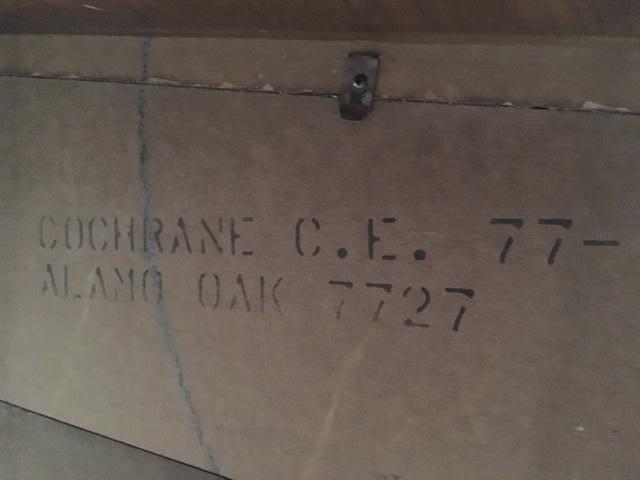 COCHRANE C.E. 77-
ALAMO OAK 7727